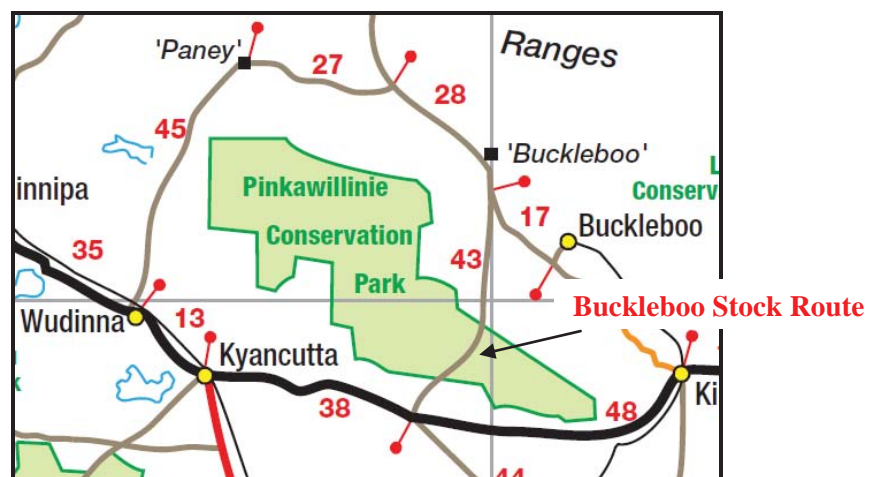 'Paney'
27
Ranges
28
45
'Buckleboo'
innipa
Pinkawillinie
Conservation
Park
L
Conserv
17
Buckleboo
35
43
Buckleboo Stock Route
Wudinna
13
Kyancutta
38
48
Ki
k
44